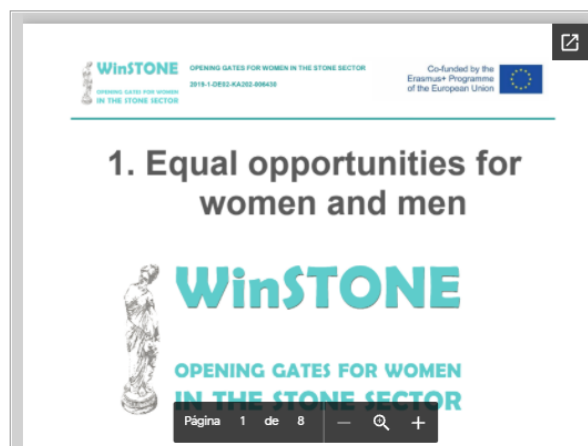 WinSTONE
OPENING GATES FOR WOMEN
IN THE STONE SECTOR
OPENING GATES FOR WOMEN IN THE STONE SECTOR
2019-1-DE02-KA202-006430
Co-funded by the
Erasmus+ Programme
of the European Union
1. Equal opportunities for
women and men
WinSTONE
OPENING GATES FOR WOMEN
IN THE STONE SECTOR
Página 1 de 8